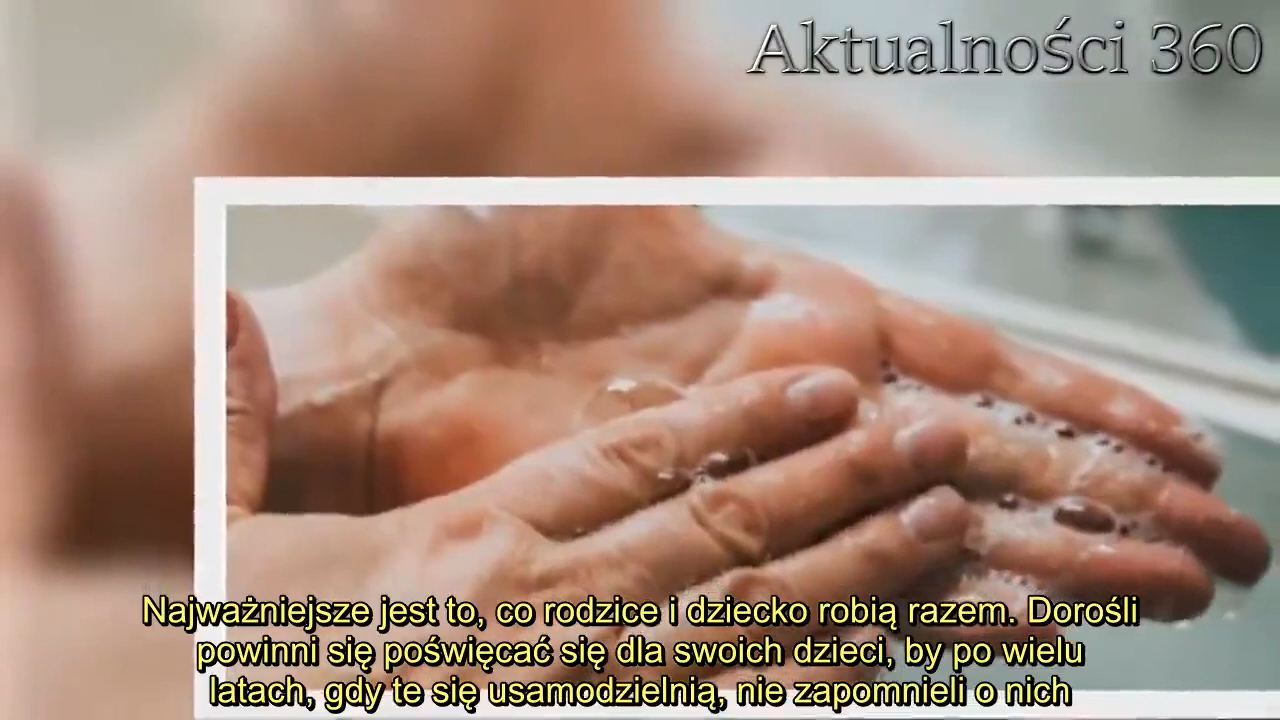 Aktualności 360
Najważniejsze jest to, co rodzice i dziecko robią razem. Dorośli
powinni się poświęcać się dla swoich dzieci, by po wielu
latach, gdy te się usamodzielnią, nie zapomnieli o nich